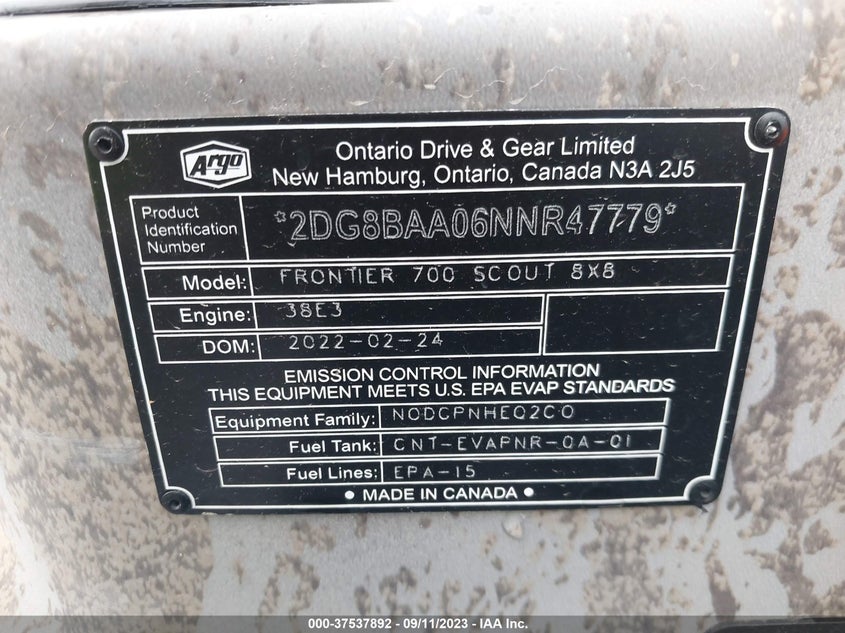 Argo
Ontario Drive & Gear Limited
New Hamburg, Ontario, Canada N3A 2J5
Product Identification Number
*2DG8BAA06NNR47779*
Model: FRONTIER 700 SCOUT 8X8
Engine: 38E3
DOM: 2022-02-24
EMISSION CONTROL INFORMATION
THIS EQUIPMENT MEETS U.S. EPA EVAP STANDARDS
Equipment Family: NODCPNHEQ2C0
Fuel Tank: CNT-EVAPNR-0A-01
Fuel Lines: EPA-15
• MADE IN CANADA •
000-37537892 - 09/11/2023 - IAA Inc.